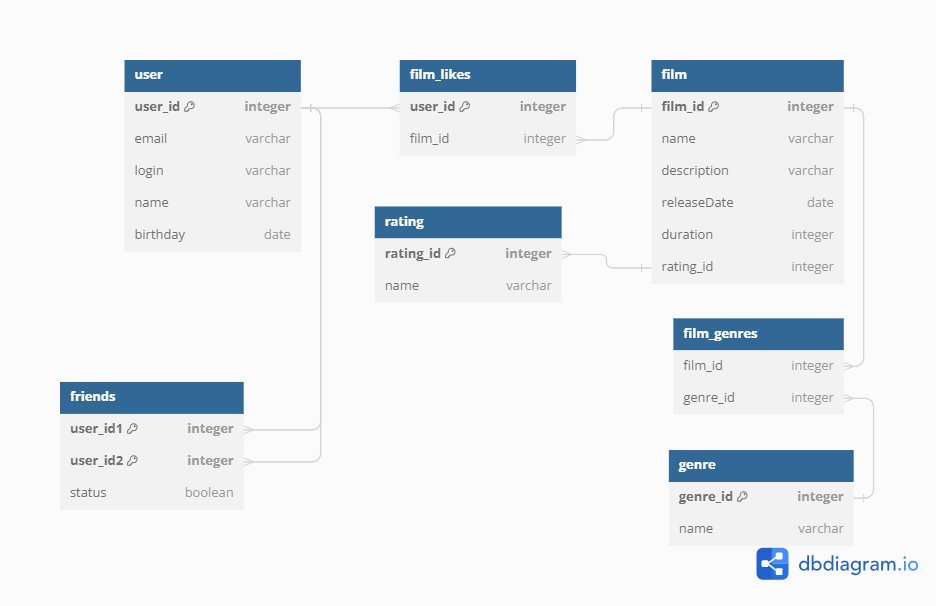 user
user_id integer
email varchar
login varchar
name varchar
birthday date
film_likes
user_id integer
film_id integer
film
film_id integer
name varchar
description varchar
releaseDate date
duration integer
rating_id integer
rating
rating_id integer
name varchar
film_genres
film_id integer
genre_id integer
friends
user_id1 integer
user_id2 integer
status boolean
genre
genre_id integer
name varchar
dbdiagram.io